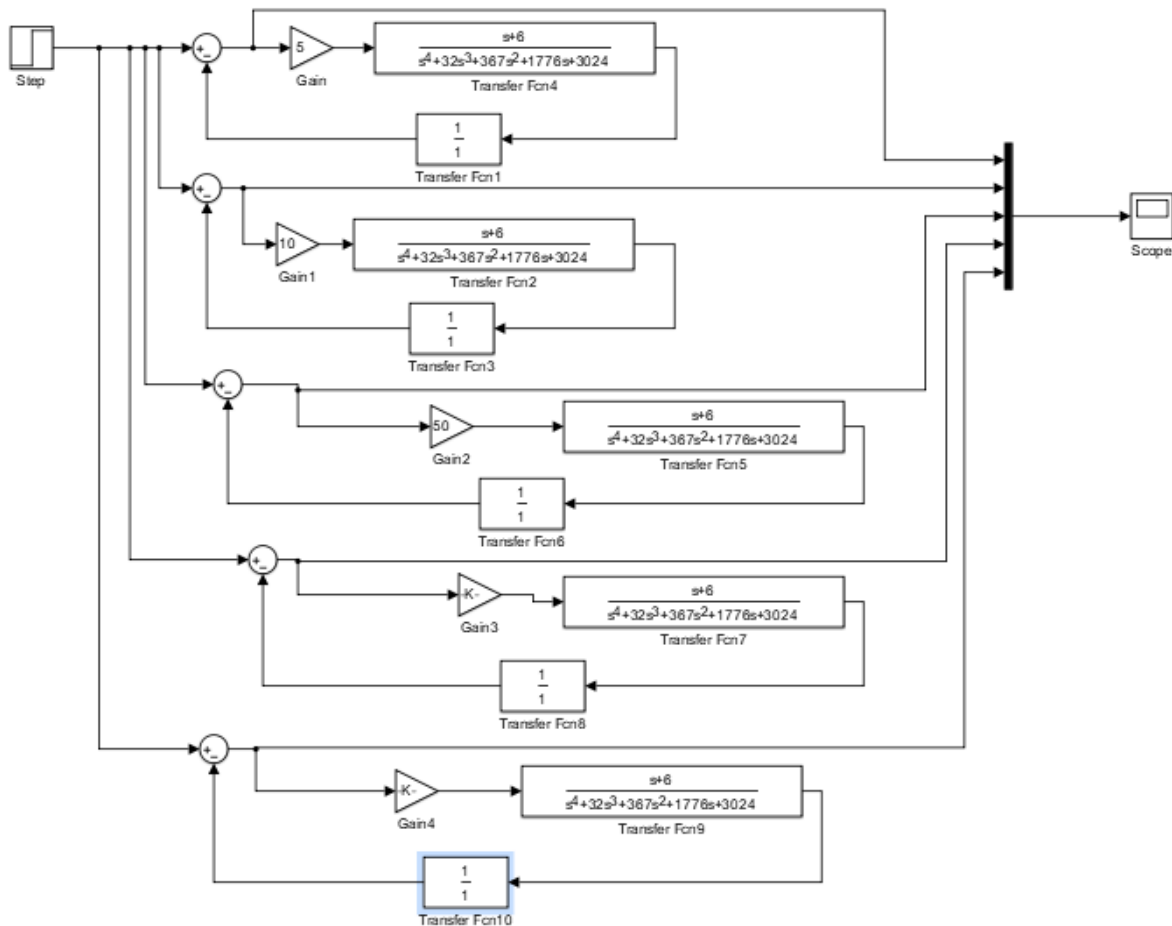 Step
+
-
5
Gain
s+6
s4+32s3+367s2+1776s+3024
Transfer Fcn4
1
1
Transfer Fcn1
+
-
10
Gain1
s+6
s4+32s3+367s2+1776s+3024
Transfer Fcn2
1
1
Transfer Fcn3
Scope
+
-
50
Gain2
s+6
s4+32s3+367s2+1776s+3024
Transfer Fcn5
1
1
Transfer Fcn6
+
-
-K-
Gain3
s+6
s4+32s3+367s2+1776s+3024
Transfer Fcn7
1
1
Transfer Fcn8
+
-
-K-
Gain4
s+6
s4+32s3+367s2+1776s+3024
Transfer Fcn9
1
1
Transfer Fcn10